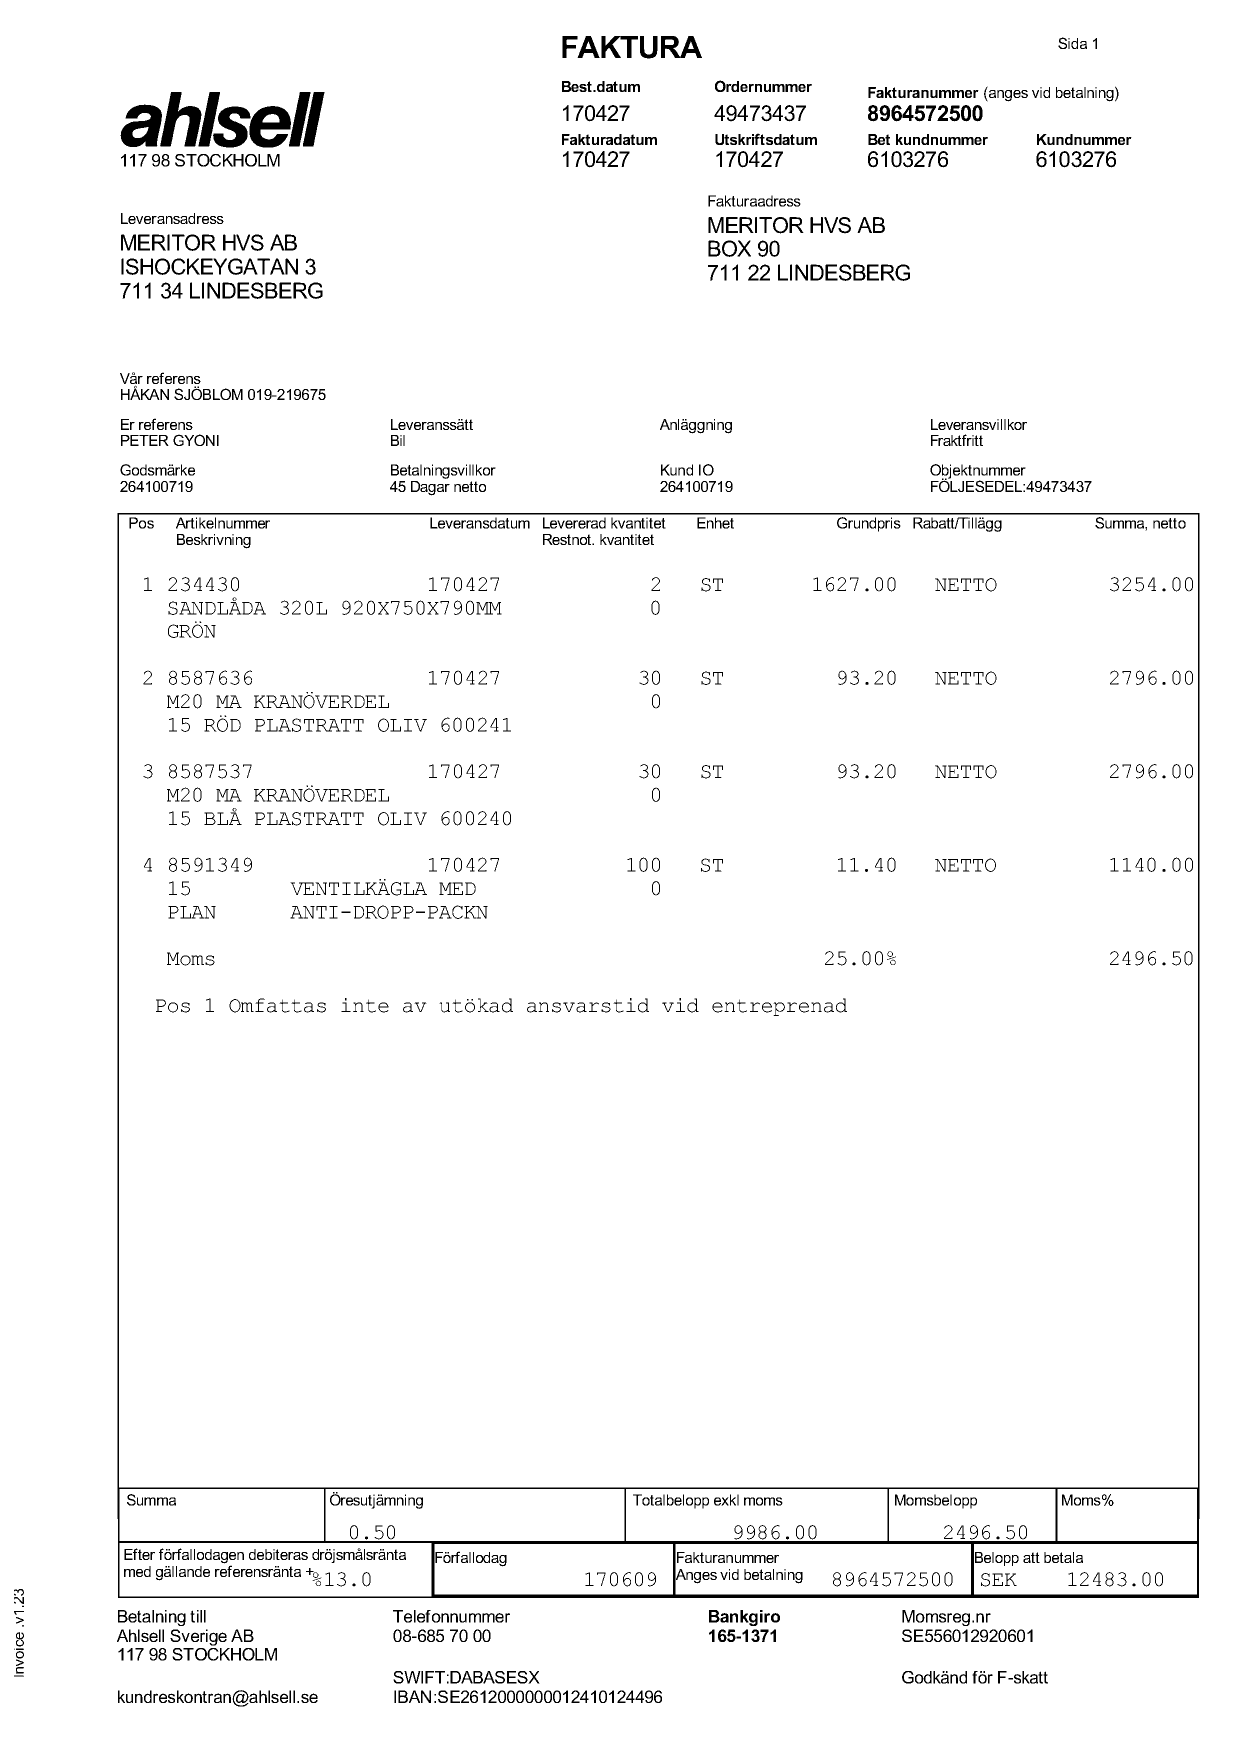 FAKTURA
Sida 1
Best.datum Ordernummer Fakturanummer (anges vid betalning)
170427 49473437 8964572500
Fakturadatum Utskriftsdatum Bet kundnummer Kundnummer
170427 170427 6103276 6103276
ahlsell
117 98 STOCKHOLM
Fakturaadress
MERITOR HVS AB
BOX 90
711 22 LINDESBERG
Leveransadress
MERITOR HVS AB
ISHOCKEYGATAN 3
711 34 LINDESBERG
Vår referens
HÅKAN SJÖBLOM 019-219675
Er referens Leveranssätt Anläggning Leveransvillkor
PETER GYONI Bil Fraktfritt
Godsmärke Betalningsvillkor Kund IO Objektnummer
264100719 45 Dagar netto 264100719 FÖLJESEDEL:49473437
Pos Artikelnummer Leveransdatum Levererad kvantitet Enhet Grundpris Rabatt/Tillägg Summa, netto
Beskrivning Restnot. kvantitet
1 234430 170427 2 ST 1627.00 NETTO 3254.00
SANDLÅDA 320L 920X750X790MM 0
GRÖN
2 8587636 170427 30 ST 93.20 NETTO 2796.00
M20 MA KRANÖVERDEL 0
15 RÖD PLASTRATT OLIV 600241
3 8587537 170427 30 ST 93.20 NETTO 2796.00
M20 MA KRANÖVERDEL 0
15 BLÅ PLASTRATT OLIV 600240
4 8591349 170427 100 ST 11.40 NETTO 1140.00
15 VENTILKÄGLA MED 0
PLAN ANTI-DROPP-PACKN
Moms 25.00% 2496.50
Pos 1 Omfattas inte av utökad ansvarstid vid entreprenad
Summa Öresutjämning Totalbelopp exkl moms Momsbelopp Moms%
0.50 9986.00 2496.50
Efter förfallodagen debiteras dröjsmålsränta Förfallodag Fakturanummer Belopp att betala
med gällande referensränta +%13.0 170609 Anges vid betalning 8964572500 SEK 12483.00
Betalning till Telefonnummer Bankgiro Momsreg.nr
Ahlsell Sverige AB 08-685 70 00 165-1371 SE556012920601
117 98 STOCKHOLM
SWIFT:DABASESX Godkänd för F-skatt
kundreskontran@ahlsell.se IBAN:SE2612000000012410124496
Invoice .v1.23